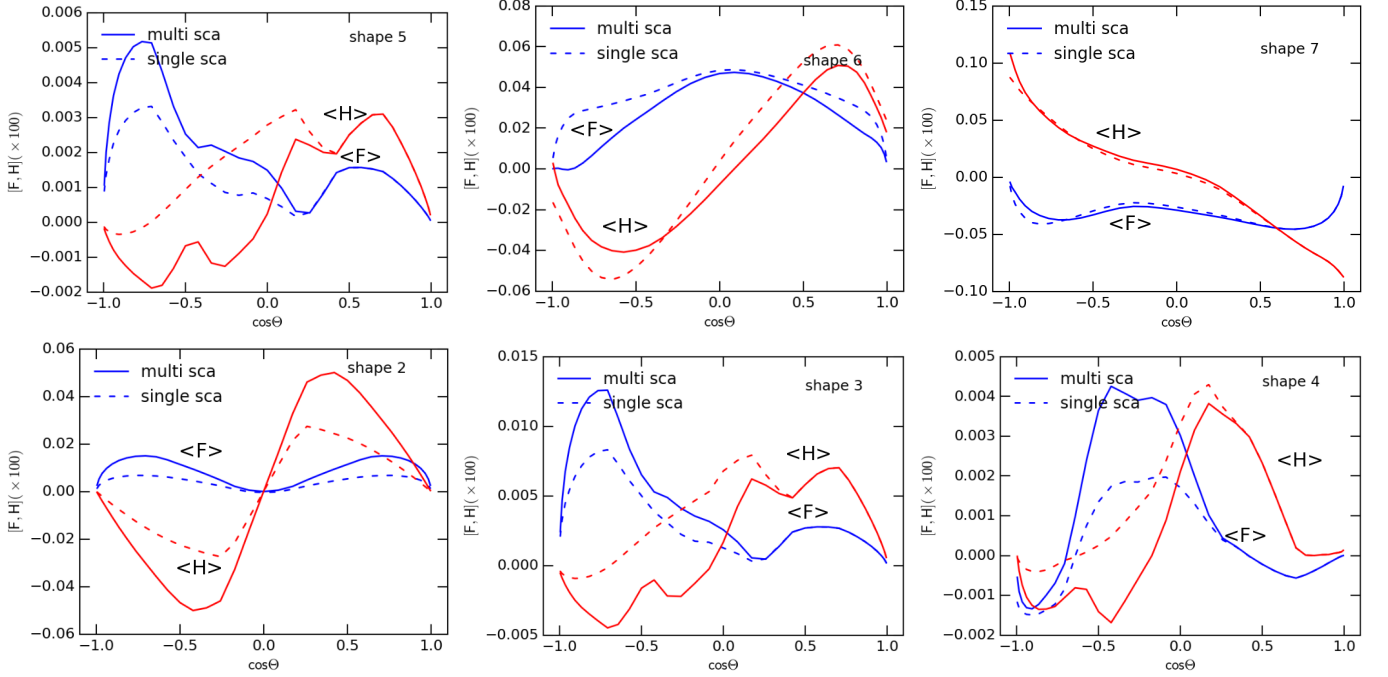 0.006
0.005
0.004
0.003
0.002
0.001
0.000
−0.001
−0.002
[F, H](×100)
multi sca
single sca
shape 5
<H>
<F>
−1.0 −0.5 0.0 0.5 1.0
cosΘ
0.08
0.06
0.04
0.02
0.00
−0.02
−0.04
−0.06
[F, H](×100)
multi sca
single sca
shape 6
<F>
<H>
−1.0 −0.5 0.0 0.5 1.0
cosΘ
0.15
0.10
0.05
0.00
−0.05
−0.10
[F, H](×100)
multi sca
single sca
shape 7
<H>
<F>
−1.0 −0.5 0.0 0.5 1.0
cosΘ
0.06
0.04
0.02
0.00
−0.02
−0.04
−0.06
[F, H](×100)
multi sca
single sca
shape 2
<F>
<H>
−1.0 −0.5 0.0 0.5 1.0
cosΘ
0.015
0.010
0.005
0.000
−0.005
[F, H](×100)
multi sca
single sca
shape 3
<H>
<F>
−1.0 −0.5 0.0 0.5 1.0
cosΘ
0.005
0.004
0.003
0.002
0.001
0.000
−0.001
−0.002
[F, H](×100)
multi sca
single sca
shape 4
<H>
<F>
−1.0 −0.5 0.0 0.5 1.0
cosΘ